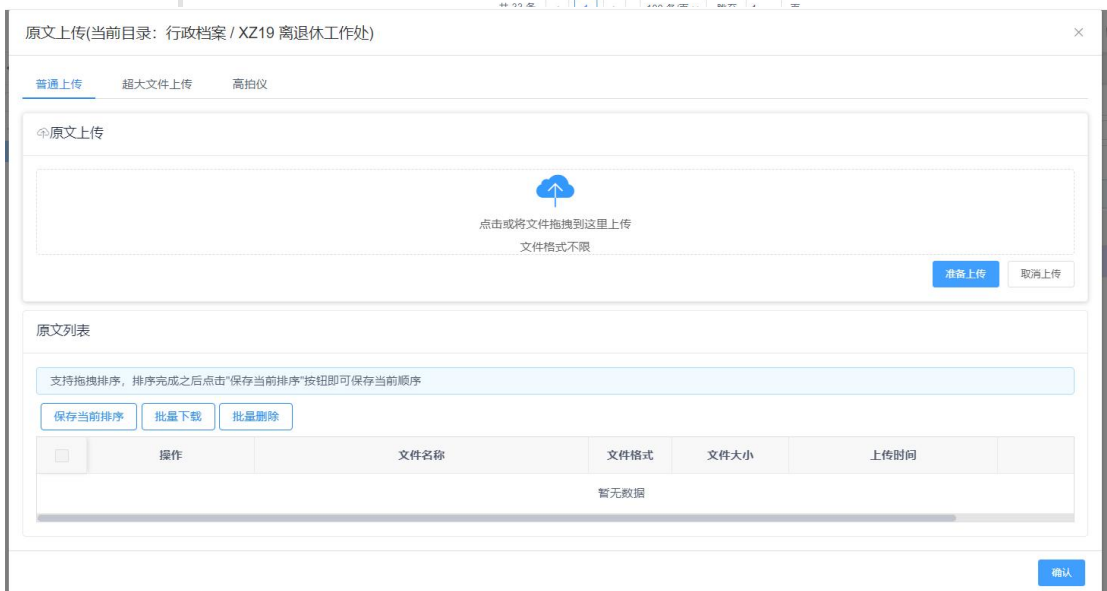 原文上传(当前目录：行政档案 / XZ19 离退休工作处)
普通上传 超大文件上传 高拍仪
原文上传
点击或将文件拖拽到这里上传
文件格式不限
准备上传 取消上传
原文列表
支持拖拽排序，排序完成之后点击"保存当前排序"按钮即可保存当前顺序
保存当前排序 批量下载 批量删除
操作 文件名称 文件格式 文件大小 上传时间
暂无数据
确认